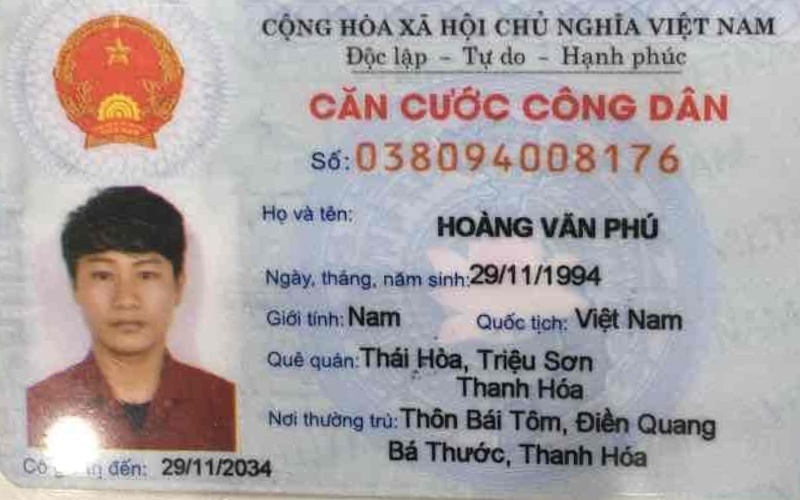 CỘNG HÒA XÃ HỘI CHỦ NGHĨA VIỆT NAM
Độc lập - Tự do - Hạnh phúc
CĂN CƯỚC CÔNG DÂN
Số: 038094008176
Họ và tên: HOÀNG VĂN PHÚ
Ngày, tháng, năm sinh: 29/11/1994
Giới tính: Nam Quốc tịch: Việt Nam
Quê quán: Thái Hòa, Triệu Sơn
Thanh Hóa
Nơi thường trú: Thôn Bái Tôm, Điền Quang
Bá Thước, Thanh Hóa
Có đến: 29/11/2034